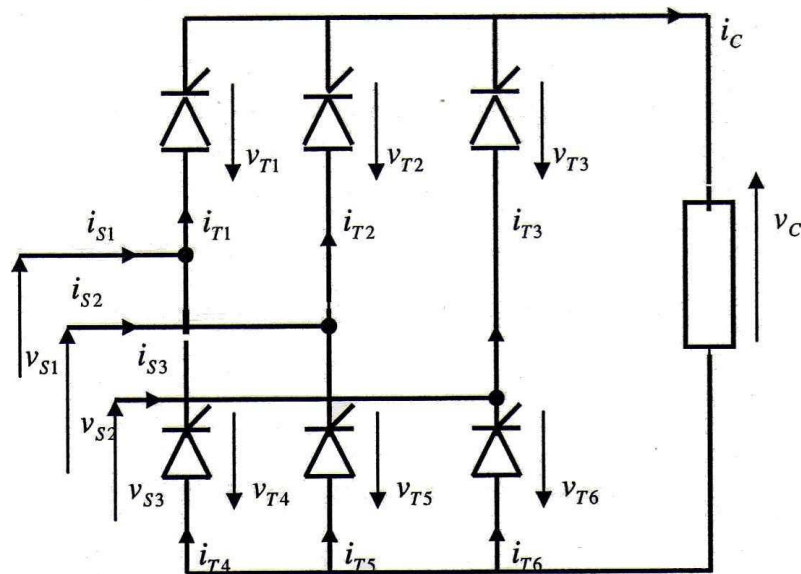 i_C
v_T1 v_T2 v_T3
i_S1 i_T1 i_T2 i_T3 v_C
i_S2
v_S1 i_S3
v_S2
v_S3 v_T4 v_T5 v_T6
i_T4 i_T5 i_T6